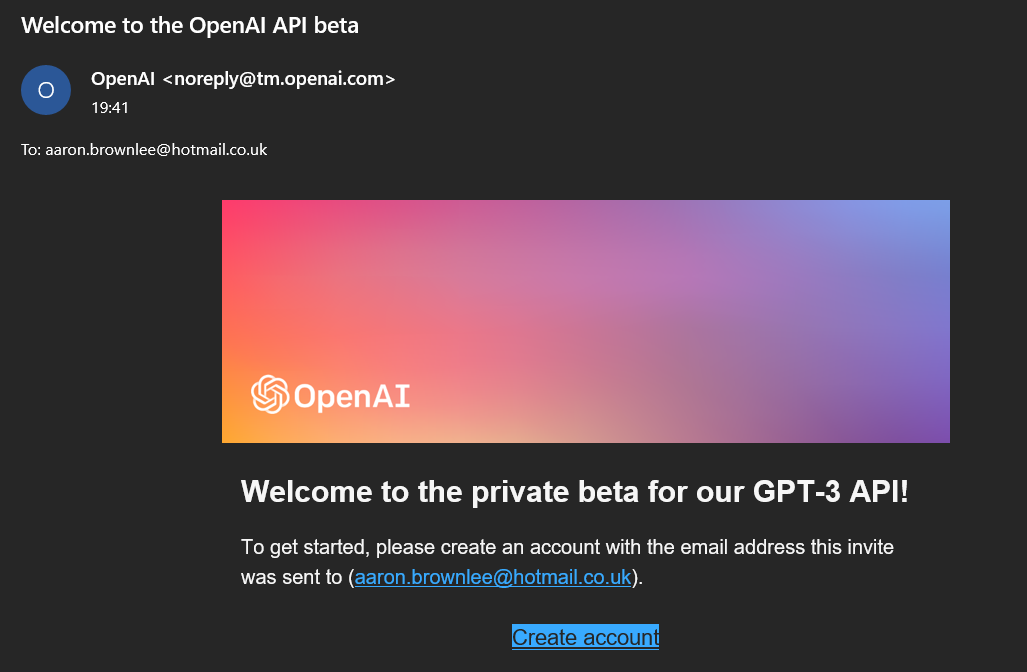 Welcome to the OpenAI API beta
O
OpenAI <noreply@tm.openai.com>
19:41
To: aaron.brownlee@hotmail.co.uk
OpenAI
Welcome to the private beta for our GPT-3 API!
To get started, please create an account with the email address this invite
was sent to (aaron.brownlee@hotmail.co.uk).
Create account